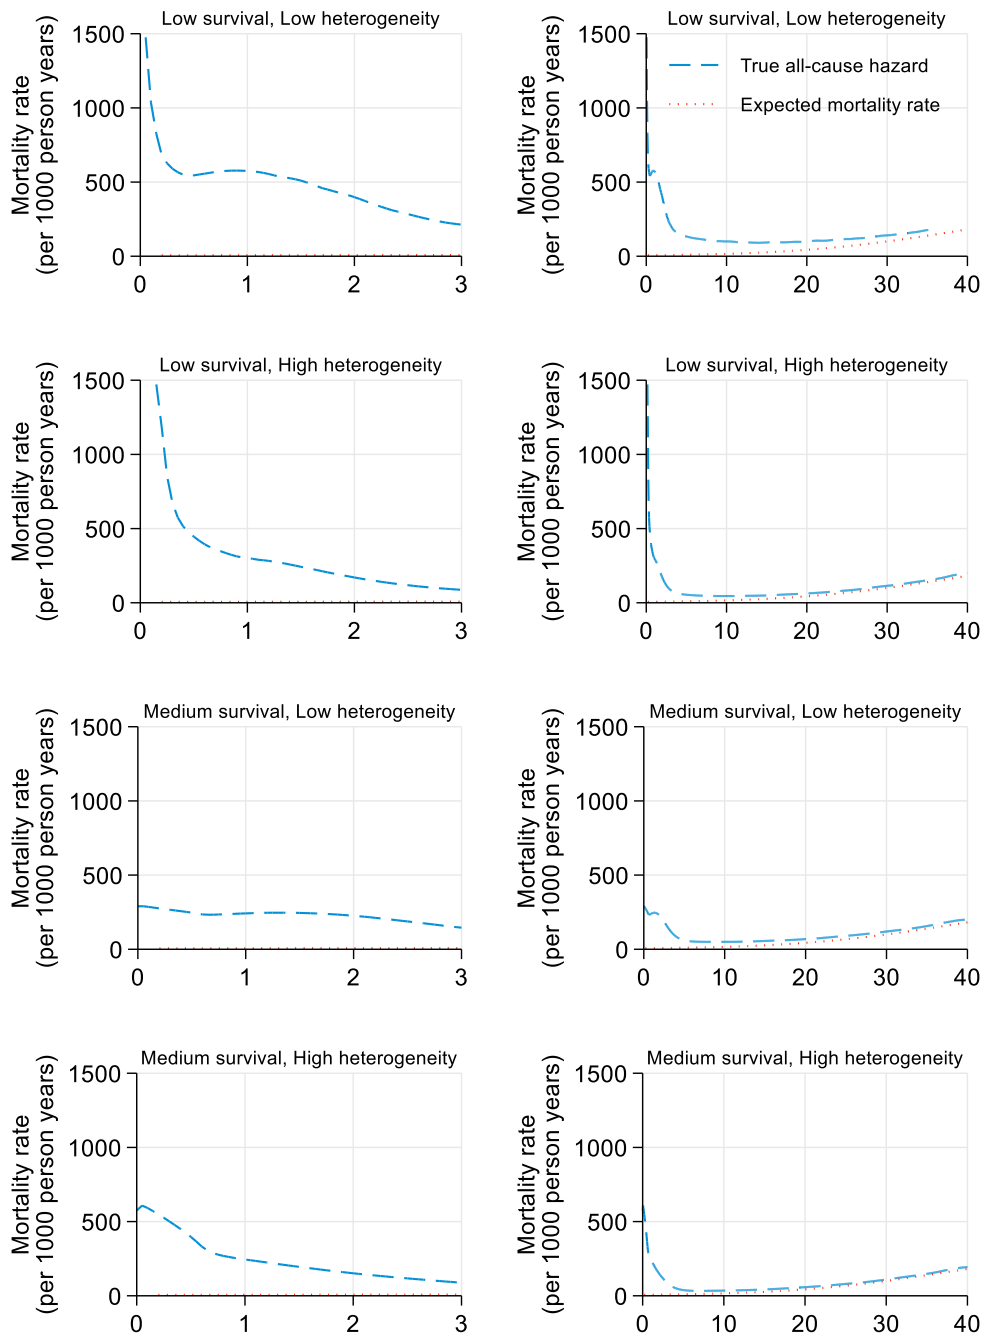 Low survival, Low heterogeneity
Mortality rate
(per 1000 person years)
1500
1000
500
0
0 1 2 3
Low survival, Low heterogeneity
Mortality rate
(per 1000 person years)
1500
1000
500
0
0 10 20 30 40
True all-cause hazard
Expected mortality rate
Low survival, High heterogeneity
Mortality rate
(per 1000 person years)
1500
1000
500
0
0 1 2 3
Low survival, High heterogeneity
Mortality rate
(per 1000 person years)
1500
1000
500
0
0 10 20 30 40
Medium survival, Low heterogeneity
Mortality rate
(per 1000 person years)
1500
1000
500
0
0 1 2 3
Medium survival, Low heterogeneity
Mortality rate
(per 1000 person years)
1500
1000
500
0
0 10 20 30 40
Medium survival, High heterogeneity
Mortality rate
(per 1000 person years)
1500
1000
500
0
0 1 2 3
Medium survival, High heterogeneity
Mortality rate
(per 1000 person years)
1500
1000
500
0
0 10 20 30 40